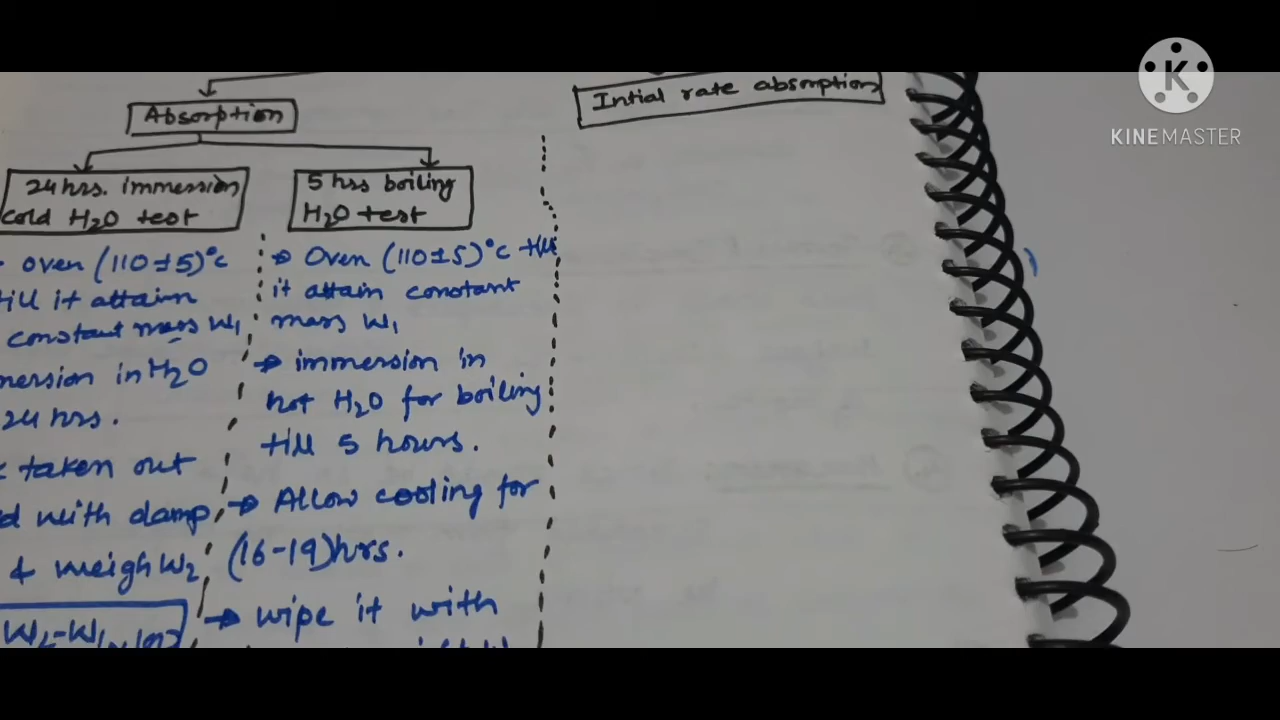 Absorption
Intial rate absorption
24 hrs. immersion
cold H₂O test
5 hrs boiling
H₂O test
oven (110±5)°c
till it attain
constant mass W₁
mersion in H₂O
24 hrs.
taken out
d with damp
& weigh W₂
W₂-W₁
→ Oven (110±5)°c till
it attain constant
mass W₁
→ immersion in
hot H₂O for boiling
till 5 hours.
→ Allow cooling for
(16-19)hrs.
→ wipe it with
K
KINEMASTER